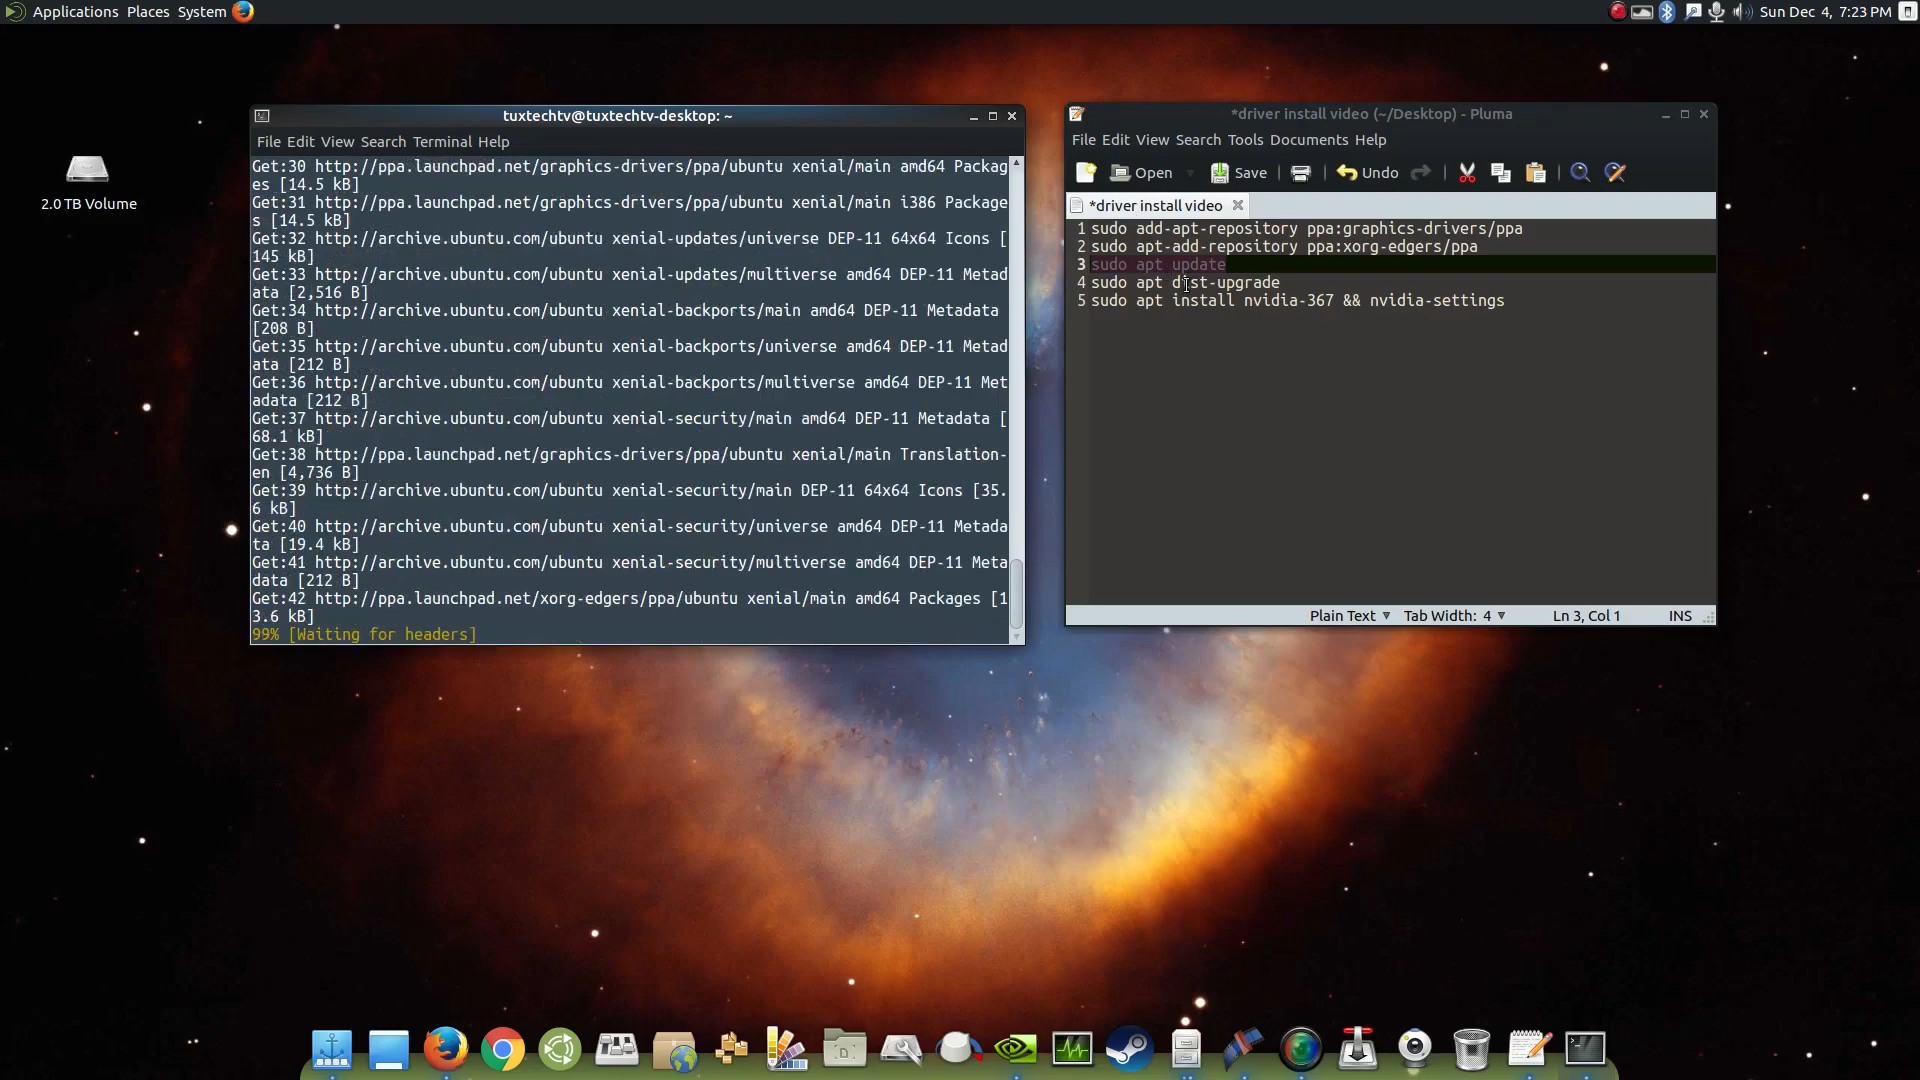 Applications Places System
Sun Dec 4, 7:23 PM
2.0 TB Volume
tuxtechtv@tuxtechtv-desktop: ~
File Edit View Search Terminal Help
Get:30 http://ppa.launchpad.net/graphics-drivers/ppa/ubuntu xenial/main amd64 Packag
es [14.5 kB]
Get:31 http://ppa.launchpad.net/graphics-drivers/ppa/ubuntu xenial/main i386 Package
s [14.5 kB]
Get:32 http://archive.ubuntu.com/ubuntu xenial-updates/universe DEP-11 64x64 Icons [
145 kB]
Get:33 http://archive.ubuntu.com/ubuntu xenial-updates/multiverse amd64 DEP-11 Metad
ata [2,516 B]
Get:34 http://archive.ubuntu.com/ubuntu xenial-backports/main amd64 DEP-11 Metadata
[208 B]
Get:35 http://archive.ubuntu.com/ubuntu xenial-backports/universe amd64 DEP-11 Metad
ata [212 B]
Get:36 http://archive.ubuntu.com/ubuntu xenial-backports/multiverse amd64 DEP-11 Met
adata [212 B]
Get:37 http://archive.ubuntu.com/ubuntu xenial-security/main amd64 DEP-11 Metadata [
68.1 kB]
Get:38 http://ppa.launchpad.net/graphics-drivers/ppa/ubuntu xenial/main Translation-
en [4,736 B]
Get:39 http://archive.ubuntu.com/ubuntu xenial-security/main DEP-11 64x64 Icons [35.
6 kB]
Get:40 http://archive.ubuntu.com/ubuntu xenial-security/universe amd64 DEP-11 Metada
ta [19.4 kB]
Get:41 http://archive.ubuntu.com/ubuntu xenial-security/multiverse amd64 DEP-11 Meta
data [212 B]
Get:42 http://ppa.launchpad.net/xorg-edgers/ppa/ubuntu xenial/main amd64 Packages [1
3.6 kB]
99% [Waiting for headers]
*driver install video (~/Desktop) - Pluma
File Edit View Search Tools Documents Help
Open Save Undo
*driver install video
1 sudo add-apt-repository ppa:graphics-drivers/ppa
2 sudo apt-add-repository ppa:xorg-edgers/ppa
3 sudo apt update
4 sudo apt dist-upgrade
5 sudo apt install nvidia-367 && nvidia-settings
Plain Text Tab Width: 4 Ln 3, Col 1 INS